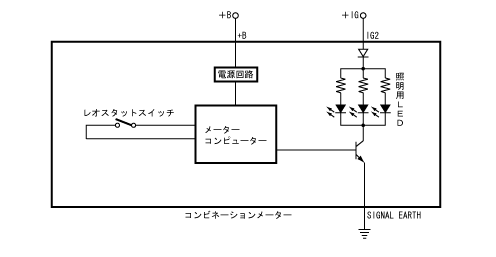 +B
+IG
+B
IG2
電源回路
照明用LED
レオスタットスイッチ
メーター
コンピューター
コンビネーションメーター
SIGNAL EARTH